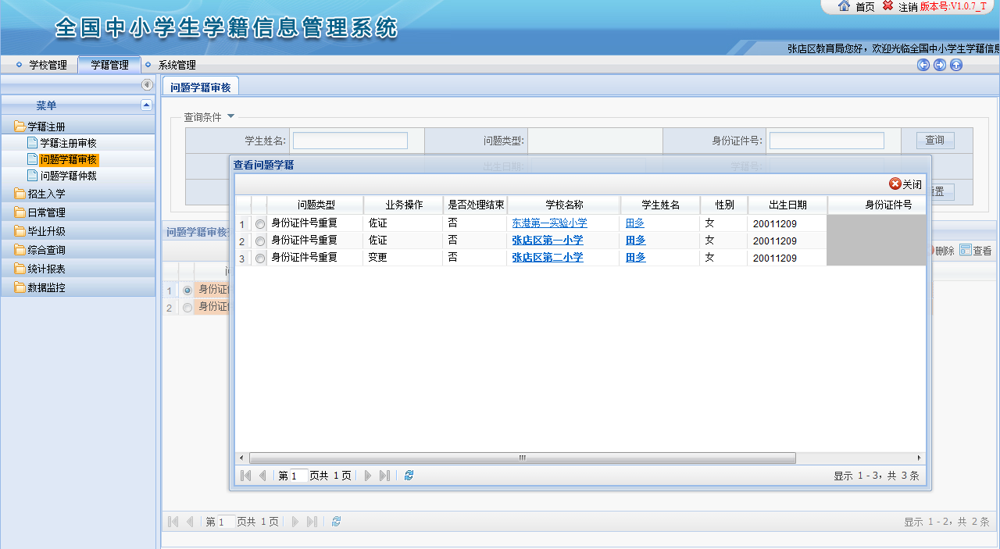 首页 注销 版本号:V1.0.7_T
全国中小学生学籍信息管理系统
张店区教育局您好，欢迎光临全国中小学生学籍信息
学校管理 学籍管理 系统管理
问题学籍审核
菜单
学籍注册
学籍注册审核
问题学籍审核
问题学籍仲裁
招生入学
日常管理
毕业升级
综合查询
统计报表
数据监控
查询条件
学生姓名: 问题类型: 身份证件号: 查询
出生日期: 学籍号:
置
查看问题学籍
关闭
问题类型 业务操作 是否处理结束 学校名称 学生姓名 性别 出生日期 身份证件号
1 身份证件号重复 佐证 否 东港第一实验小学 田多 女 20011209
2 身份证件号重复 佐证 否 张店区第一小学 田多 女 20011209
3 身份证件号重复 变更 否 张店区第二小学 田多 女 20011209
第 1 页共 1 页
显示 1 - 3，共 3 条
问题学籍审核
删除 查看
1 身份证
2 身份证
第 1 页共 1 页
显示 1 - 2，共 2 条